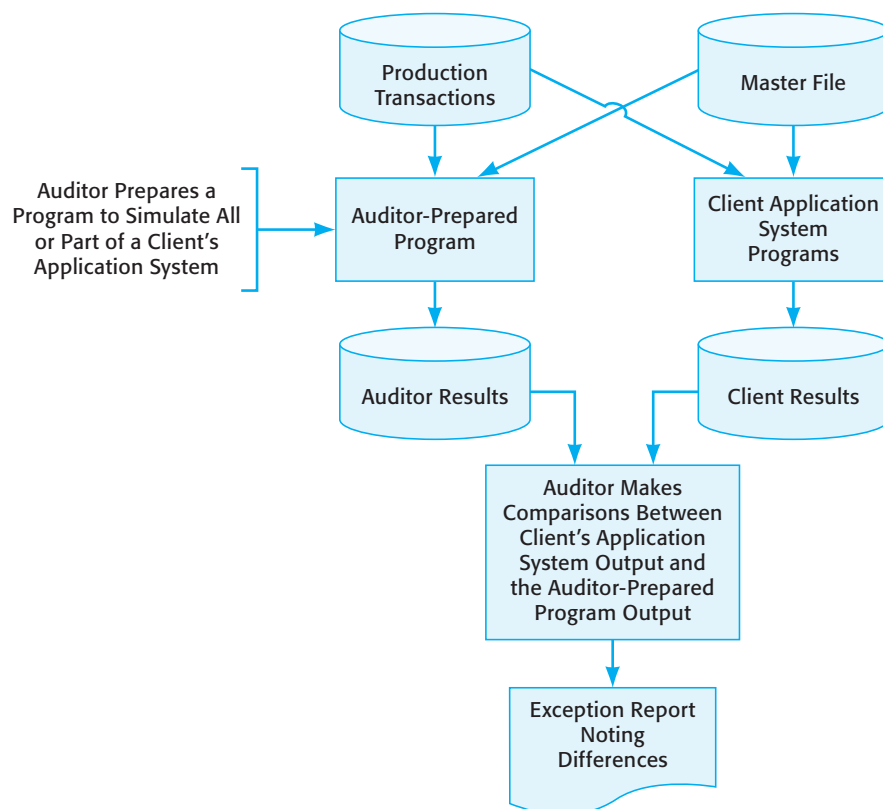 Production
Transactions
Master File
Auditor Prepares a
Program to Simulate All
or Part of a Client's
Application System
Auditor-Prepared
Program
Client Application
System
Programs
Auditor Results
Client Results
Auditor Makes
Comparisons Between
Client's Application
System Output and
the Auditor-Prepared
Program Output
Exception Report
Noting
Differences